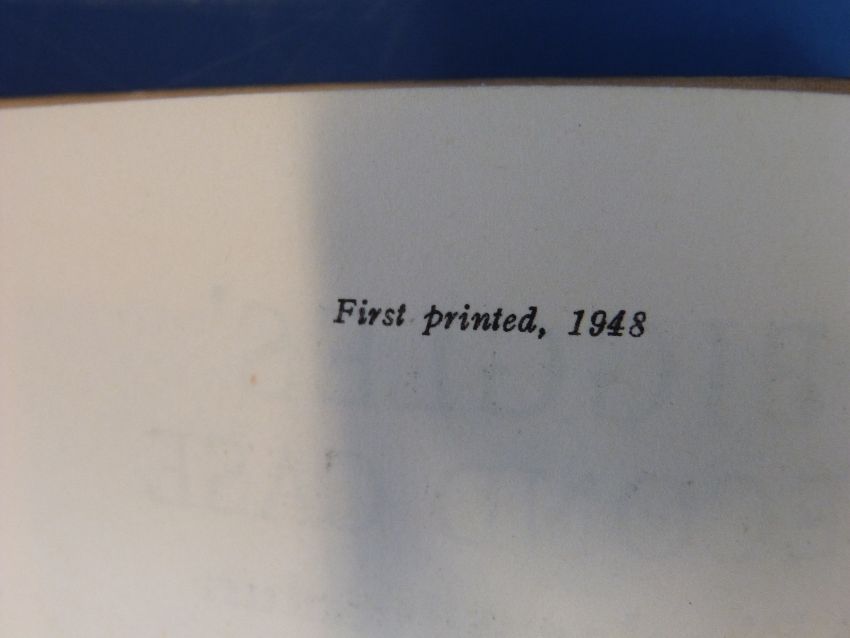 First printed, 1948